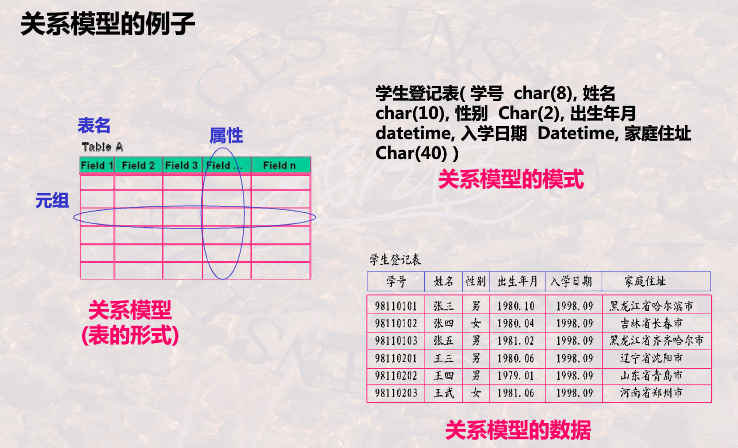 关系模型的例子
学生登记表( 学号 char(8), 姓名
char(10), 性别 Char(2), 出生年月
datetime, 入学日期 Datetime, 家庭住址
Char(40) )
关系模型的模式
表名
属性
Table A
Field 1 Field 2 Field 3 Field ... Field n
元组
关系模型
(表的形式)
学生登记表
学号 姓名 性别 出生年月 入学日期 家庭住址
98110101 张三 男 1980.10 1998.09 黑龙江省哈尔滨市
98110102 张四 女 1980.04 1998.09 吉林省长春市
98110103 张五 男 1981.02 1998.09 黑龙江省齐齐哈尔市
98110201 王三 男 1980.06 1998.09 辽宁省沈阳市
98110202 王四 男 1979.01 1998.09 山东省青岛市
98110203 王武 女 1981.06 1998.09 河南省郑州市
关系模型的数据